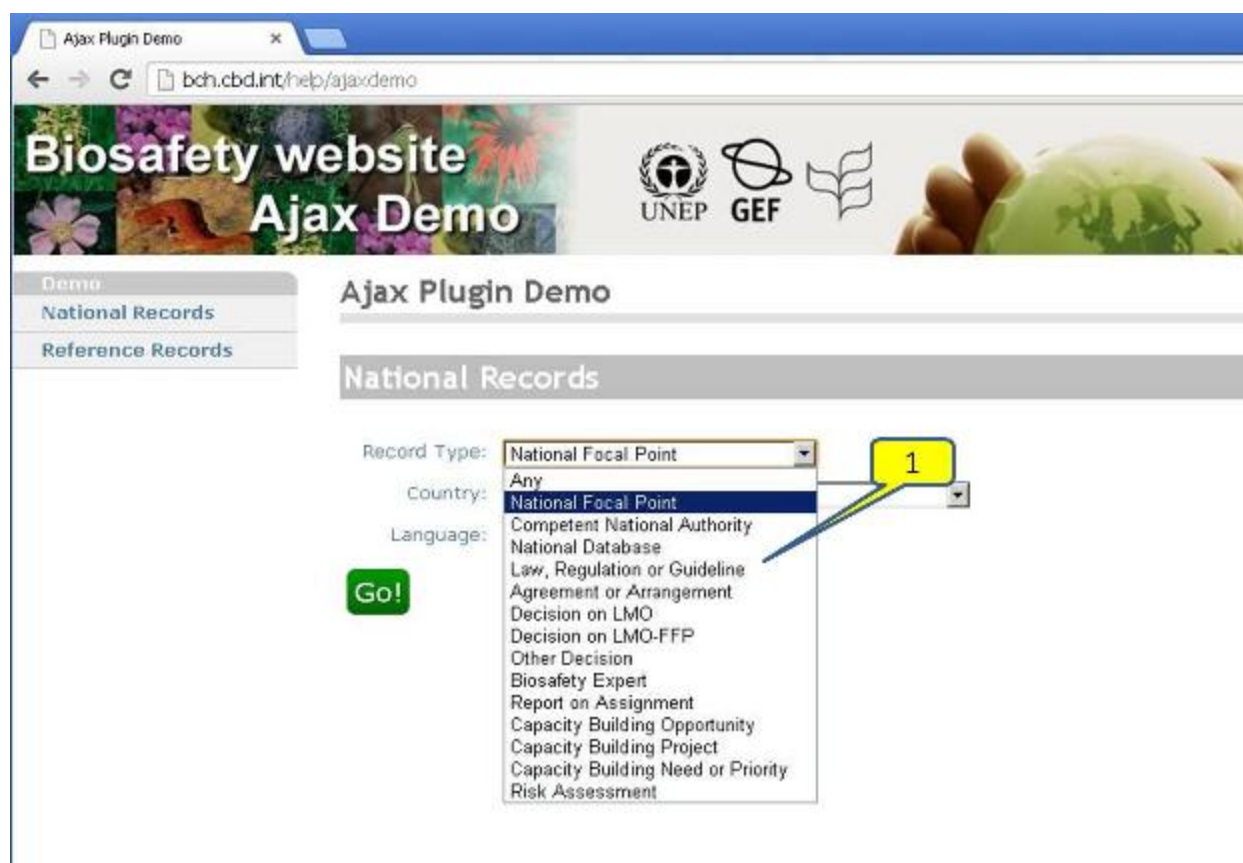 Ajax Plugin Demo
bch.cbd.int/help/ajaxdemo
Biosafety website
Ajax Demo
UNEP
GEF
Demo
National Records
Reference Records
Ajax Plugin Demo
National Records
Record Type:
National Focal Point
Any
National Focal Point
Competent National Authority
National Database
Law, Regulation or Guideline
Agreement or Arrangement
Decision on LMO
Decision on LMO-FFP
Other Decision
Biosafety Expert
Report on Assignment
Capacity Building Opportunity
Capacity Building Project
Capacity Building Need or Priority
Risk Assessment
1
Country:
Language:
Go!